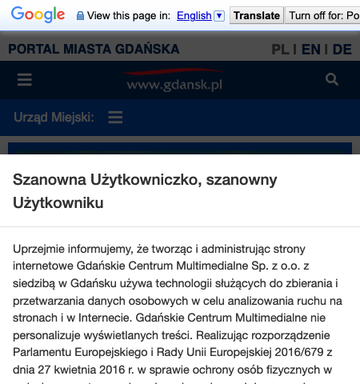 Google View this page in: English ▼ Translate Turn off for: Po
PORTAL MIASTA GDAŃSKA PL | EN | DE
www.gdansk.pl
Urząd Miejski:
Szanowna Użytkowniczko, szanowny
Użytkowniku
Uprzejmie informujemy, że tworząc i administrując strony
internetowe Gdańskie Centrum Multimedialne Sp. z o.o. z
siedzibą w Gdańsku używa technologii służących do zbierania i
przetwarzania danych osobowych w celu analizowania ruchu na
stronach i w Internecie. Gdańskie Centrum Multimedialne nie
personalizuje wyświetlanych treści. Realizując rozporządzenie
Parlamentu Europejskiego i Rady Unii Europejskiej 2016/679 z
dnia 27 kwietnia 2016 r. w sprawie ochrony osób fizycznych w